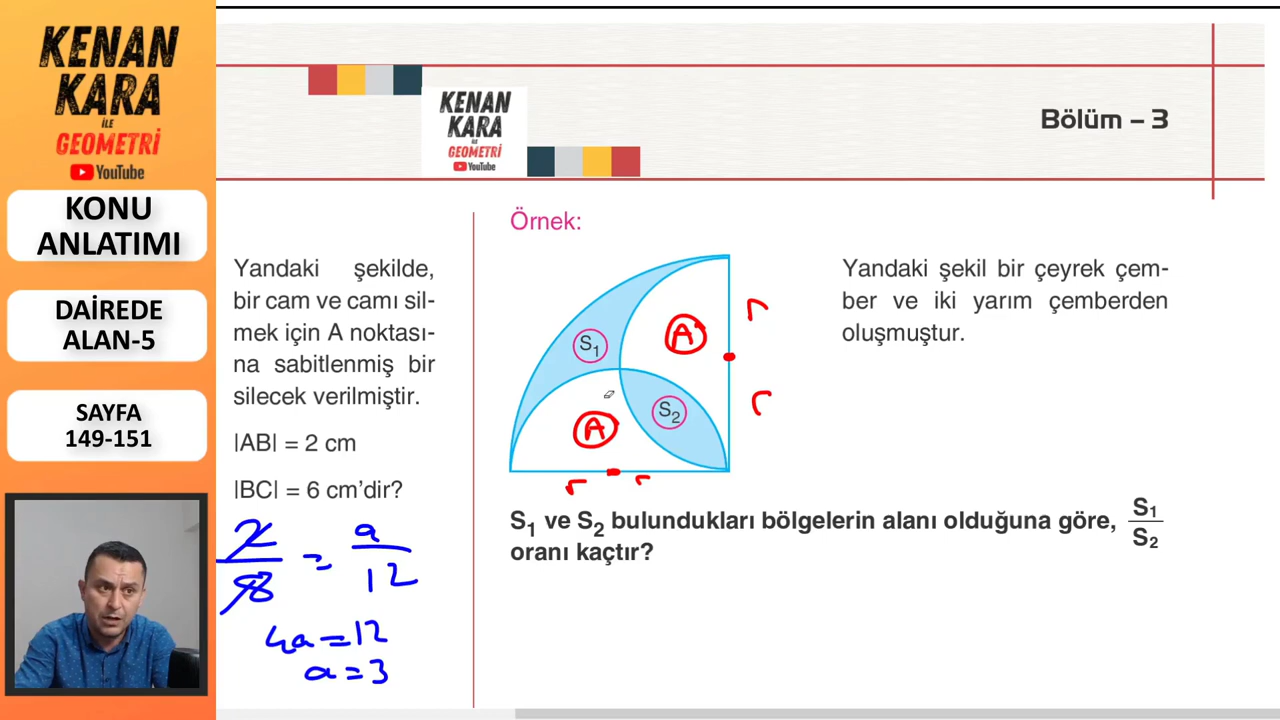 KENAN
KARA
İLE
GEOMETRİ
YouTube
KONU
ANLATIMI
DAİREDE
ALAN-5
SAYFA
149-151
KENAN
KARA
İLE
GEOMETRİ
YouTube
Bölüm – 3
Yandaki şekilde,
bir cam ve camı sil-
mek için A noktası-
na sabitlenmiş bir
silecek verilmiştir.
|AB| = 2 cm
|BC| = 6 cm'dir?
a
= 12
4a = 12
a = 3
Örnek:
S1
A
r
S2
A
r
r
r
Yandaki şekil bir çeyrek çem-
ber ve iki yarım çemberden
oluşmuştur.
S1 ve S2 bulundukları bölgelerin alanı olduğuna göre, S1/S2
oranı kaçtır?